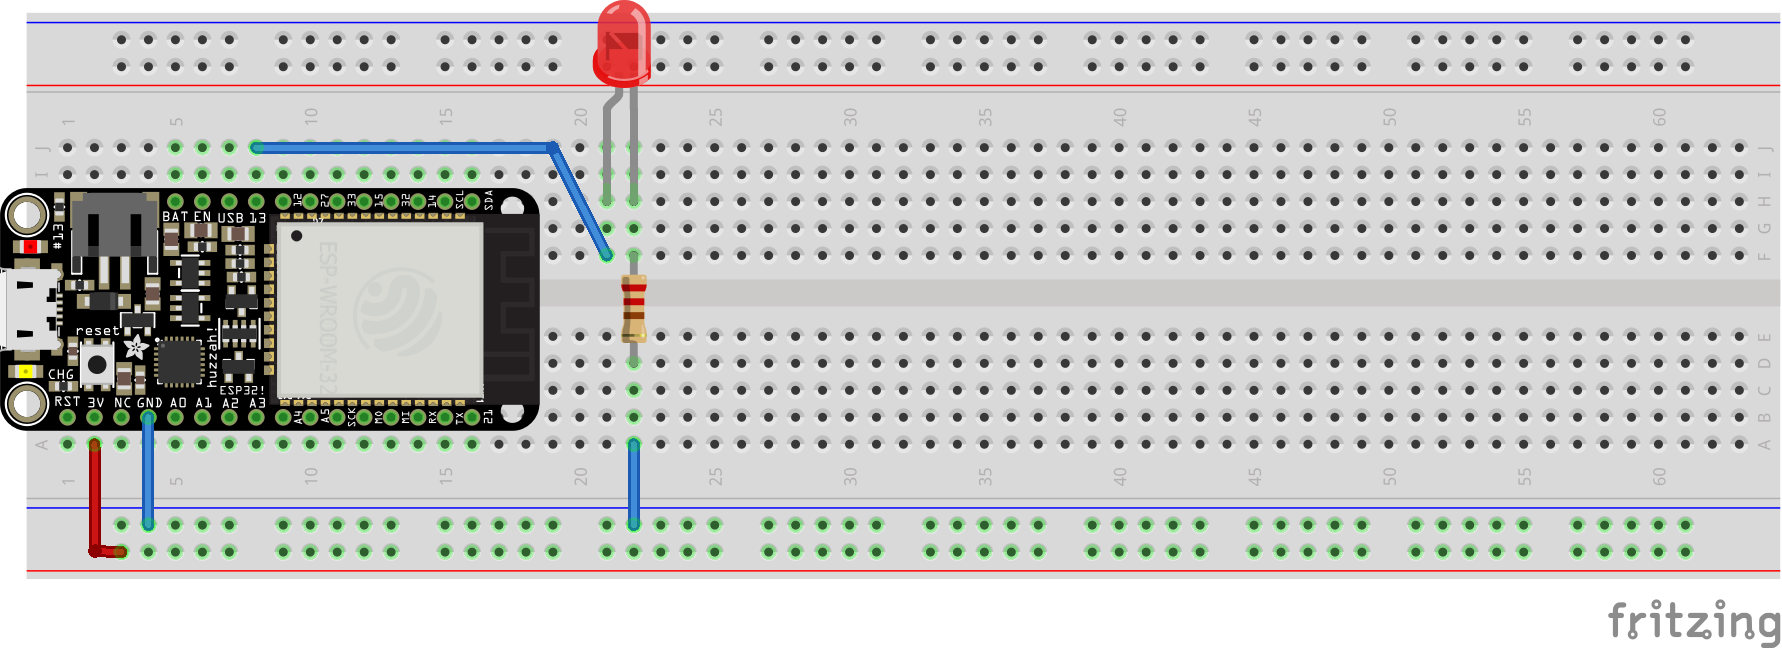 1 5 10 15 20 25 30 35 40 45 50 55 60
J J
I I
H
G
F
BAT EN USB 13 12 27 33 15 32 14 SCL SDA
#13
ESP-WROOM-32
reset
huzzah!
CHG
ESP32!
RST 3V NC GND A0 A1 A2 A3 A4 A5 SCK MO MI RX TX 21
E
D
C
B
A A
1 5 10 15 20 25 30 35 40 45 50 55 60
fritzing